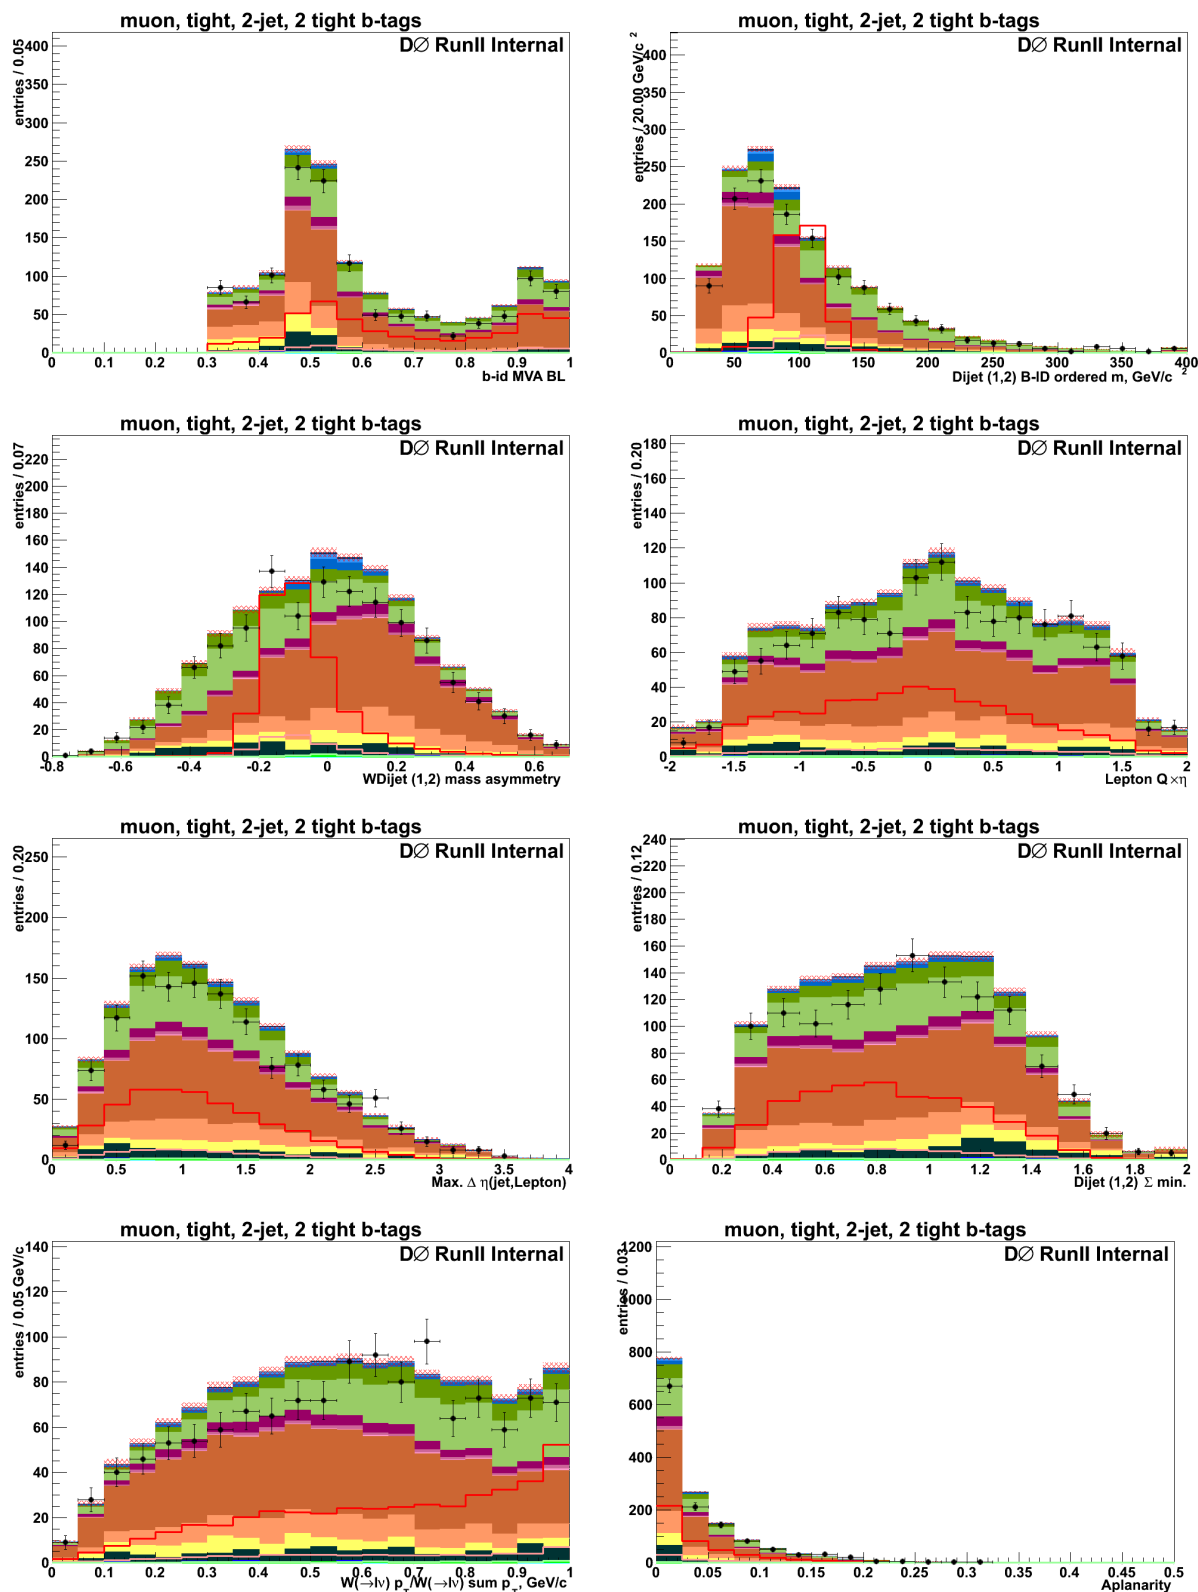 muon, tight, 2-jet, 2 tight b-tags
DØ RunII Internal
entries / 0.05
400
350
300
250
200
150
100
50
0
0 0.1 0.2 0.3 0.4 0.5 0.6 0.7 0.8 0.9 1
b-id MVA BL
muon, tight, 2-jet, 2 tight b-tags
DØ RunII Internal
entries / 20.00 GeV/c 2
400
350
300
250
200
150
100
50
0
0 50 100 150 200 250 300 350 400
Dijet (1,2) B-ID ordered m, GeV/c 2
muon, tight, 2-jet, 2 tight b-tags
DØ RunII Internal
entries / 0.07
220
200
180
160
140
120
100
80
60
40
20
0
-0.8 -0.6 -0.4 -0.2 0 0.2 0.4 0.6
WDijet (1,2) mass asymmetry
muon, tight, 2-jet, 2 tight b-tags
DØ RunII Internal
entries / 0.20
180
160
140
120
100
80
60
40
20
0
-2 -1.5 -1 -0.5 0 0.5 1 1.5 2
Lepton Q×η
muon, tight, 2-jet, 2 tight b-tags
DØ RunII Internal
entries / 0.20
250
200
150
100
50
0
0 0.5 1 1.5 2 2.5 3 3.5 4
Max. Δ η(jet,Lepton)
muon, tight, 2-jet, 2 tight b-tags
DØ RunII Internal
entries / 0.12
240
220
200
180
160
140
120
100
80
60
40
20
0
0 0.2 0.4 0.6 0.8 1 1.2 1.4 1.6 1.8 2
Dijet (1,2) Σ min.
muon, tight, 2-jet, 2 tight b-tags
DØ RunII Internal
entries / 0.05 GeV/c
140
120
100
80
60
40
20
0
0 0.1 0.2 0.3 0.4 0.5 0.6 0.7 0.8 0.9 1
W(→lν) p_T/W(→lν) sum p_T, GeV/c
muon, tight, 2-jet, 2 tight b-tags
DØ RunII Internal
entries / 0.03
1200
1000
800
600
400
200
0
0 0.05 0.1 0.15 0.2 0.25 0.3 0.35 0.4 0.45 0.5
Aplanarity